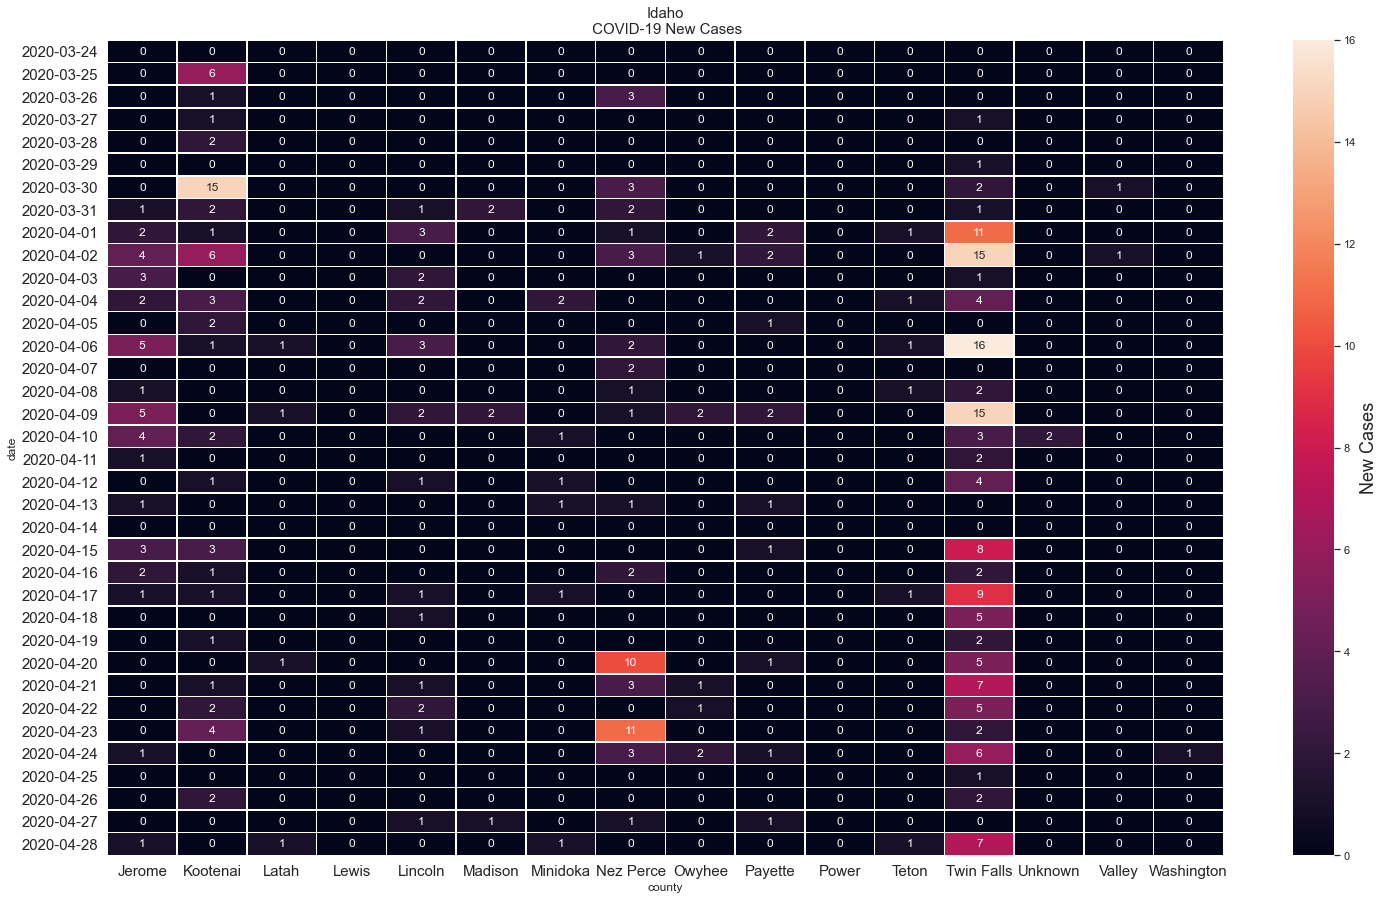 Idaho
COVID-19 New Cases
2020-03-24 0 0 0 0 0 0 0 0 0 0 0 0 0 0 0 0
2020-03-25 0 6 0 0 0 0 0 0 0 0 0 0 0 0 0 0
2020-03-26 0 1 0 0 0 0 0 3 0 0 0 0 0 0 0 0
2020-03-27 0 1 0 0 0 0 0 0 0 0 0 0 1 0 0 0
2020-03-28 0 2 0 0 0 0 0 0 0 0 0 0 0 0 0 0
2020-03-29 0 0 0 0 0 0 0 0 0 0 0 0 1 0 0 0
2020-03-30 0 15 0 0 0 0 0 3 0 0 0 0 2 0 1 0
2020-03-31 1 2 0 0 1 2 0 2 0 0 0 0 1 0 0 0
2020-04-01 2 1 0 0 3 0 0 1 0 2 0 1 11 0 0 0
2020-04-02 4 6 0 0 0 0 0 3 1 2 0 0 15 0 1 0
2020-04-03 3 0 0 0 2 0 0 0 0 0 0 0 1 0 0 0
2020-04-04 2 3 0 0 2 0 2 0 0 0 0 1 4 0 0 0
2020-04-05 0 2 0 0 0 0 0 0 0 1 0 0 0 0 0 0
2020-04-06 5 1 1 0 3 0 0 2 0 0 0 1 16 0 0 0
2020-04-07 0 0 0 0 0 0 0 2 0 0 0 0 0 0 0 0
2020-04-08 1 0 0 0 0 0 0 1 0 0 0 1 2 0 0 0
2020-04-09 5 0 1 0 2 2 0 1 2 2 0 0 15 0 0 0
2020-04-10 4 2 0 0 0 0 1 0 0 0 0 0 3 2 0 0
2020-04-11 1 0 0 0 0 0 0 0 0 0 0 0 2 0 0 0
2020-04-12 0 1 0 0 1 0 1 0 0 0 0 0 4 0 0 0
2020-04-13 1 0 0 0 0 0 1 1 0 1 0 0 0 0 0 0
2020-04-14 0 0 0 0 0 0 0 0 0 0 0 0 0 0 0 0
2020-04-15 3 3 0 0 0 0 0 0 0 1 0 0 8 0 0 0
2020-04-16 2 1 0 0 0 0 0 2 0 0 0 0 2 0 0 0
2020-04-17 1 1 0 0 1 0 1 0 0 0 0 1 9 0 0 0
2020-04-18 0 0 0 0 1 0 0 0 0 0 0 0 5 0 0 0
2020-04-19 0 1 0 0 0 0 0 0 0 0 0 0 2 0 0 0
2020-04-20 0 0 1 0 0 0 0 10 0 1 0 0 5 0 0 0
2020-04-21 0 1 0 0 1 0 0 3 1 0 0 0 7 0 0 0
2020-04-22 0 2 0 0 2 0 0 0 1 0 0 0 5 0 0 0
2020-04-23 0 4 0 0 1 0 0 11 0 0 0 0 2 0 0 0
2020-04-24 1 0 0 0 0 0 0 3 2 1 0 0 6 0 0 1
2020-04-25 0 0 0 0 0 0 0 0 0 0 0 0 1 0 0 0
2020-04-26 0 2 0 0 0 0 0 0 0 0 0 0 2 0 0 0
2020-04-27 0 0 0 0 1 1 0 1 0 1 0 0 0 0 0 0
2020-04-28 1 0 1 0 0 0 1 0 0 0 0 1 7 0 0 0
Jerome Kootenai Latah Lewis Lincoln Madison Minidoka Nez Perce Owyhee Payette Power Teton Twin Falls Unknown Valley Washington
county
date
16
14
12
10
8
6
4
2
0
New Cases